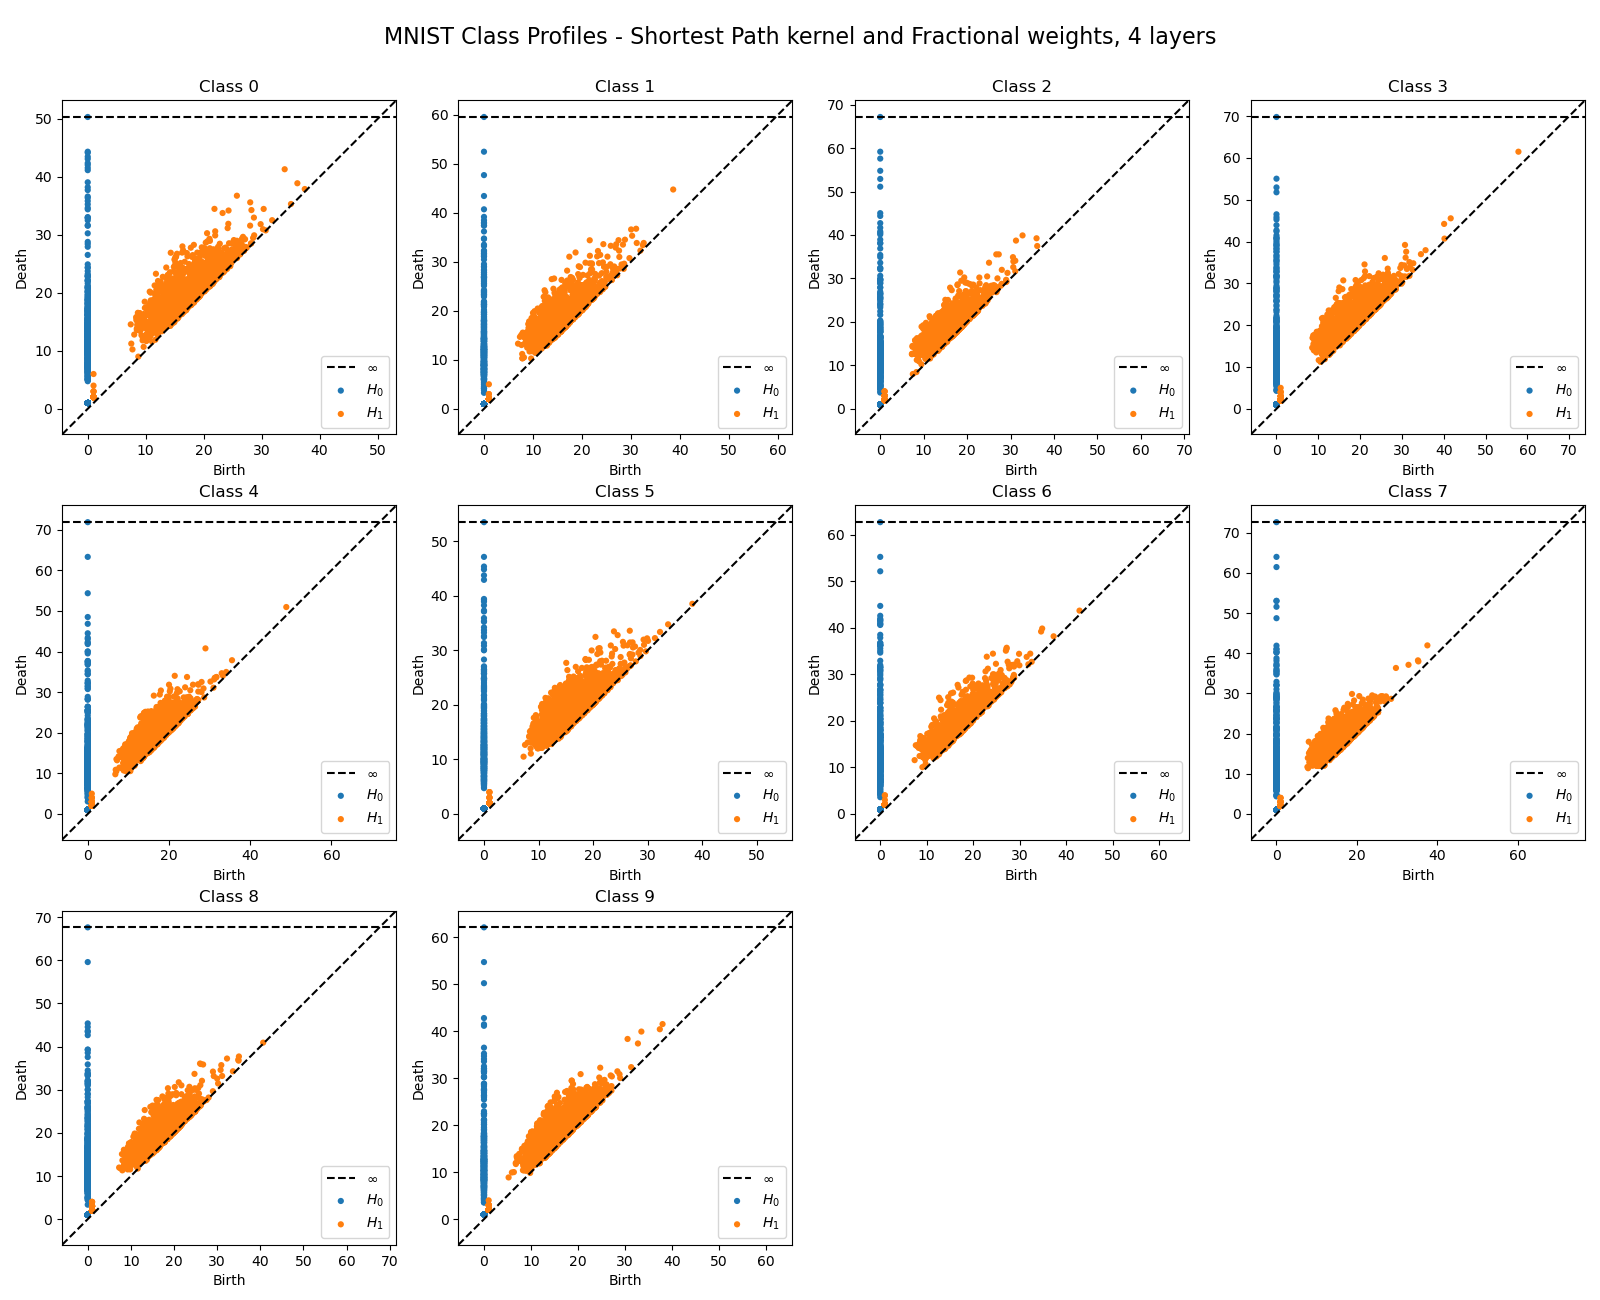 MNIST Class Profiles - Shortest Path kernel and Fractional weights, 4 layers
Class 0
50
40
30
20
10
0
Death
0 10 20 30 40 50
Birth
∞
H0
H1
Class 1
60
50
40
30
20
10
0
Death
0 10 20 30 40 50 60
Birth
∞
H0
H1
Class 2
70
60
50
40
30
20
10
0
Death
0 10 20 30 40 50 60 70
Birth
∞
H0
H1
Class 3
70
60
50
40
30
20
10
0
Death
0 10 20 30 40 50 60 70
Birth
∞
H0
H1
Class 4
70
60
50
40
30
20
10
0
Death
0 20 40 60
Birth
∞
H0
H1
Class 5
50
40
30
20
10
0
Death
0 10 20 30 40 50
Birth
∞
H0
H1
Class 6
60
50
40
30
20
10
0
Death
0 10 20 30 40 50 60
Birth
∞
H0
H1
Class 7
70
60
50
40
30
20
10
0
Death
0 20 40 60
Birth
∞
H0
H1
Class 8
70
60
50
40
30
20
10
0
Death
0 10 20 30 40 50 60 70
Birth
∞
H0
H1
Class 9
60
50
40
30
20
10
0
Death
0 10 20 30 40 50 60
Birth
∞
H0
H1